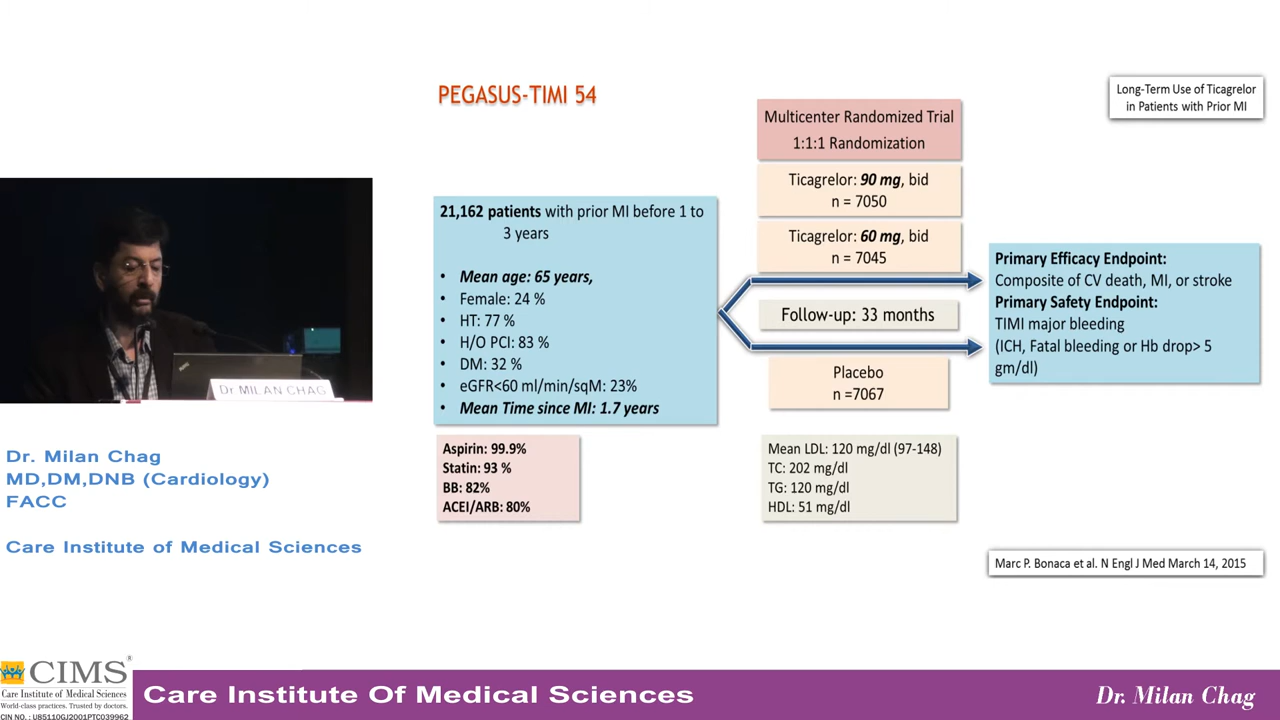 PEGASUS-TIMI 54
Long-Term Use of Ticagrelor
in Patients with Prior MI
21,162 patients with prior MI before 1 to
3 years
• Mean age: 65 years,
• Female: 24 %
• HT: 77 %
• H/O PCI: 83 %
• DM: 32 %
• eGFR<60 ml/min/sqM: 23%
• Mean Time since MI: 1.7 years
Aspirin: 99.9%
Statin: 93 %
BB: 82%
ACEI/ARB: 80%
Multicenter Randomized Trial
1:1:1 Randomization
Ticagrelor: 90 mg, bid
n = 7050
Ticagrelor: 60 mg, bid
n = 7045
Follow-up: 33 months
Placebo
n =7067
Mean LDL: 120 mg/dl (97-148)
TC: 202 mg/dl
TG: 120 mg/dl
HDL: 51 mg/dl
Primary Efficacy Endpoint:
Composite of CV death, MI, or stroke
Primary Safety Endpoint:
TIMI major bleeding
(ICH, Fatal bleeding or Hb drop> 5
gm/dl)
Marc P. Bonaca et al. N Engl J Med March 14, 2015
Dr. MILAN CHAG
Dr. Milan Chag
MD,DM,DNB (Cardiology)
FACC
Care Institute of Medical Sciences
CIMS®
Care Institute of Medical Sciences
World-class practices. Trusted by doctors.
CIN NO. : U85110GJ2001PTC039962
Care Institute Of Medical Sciences
Dr. Milan Chag